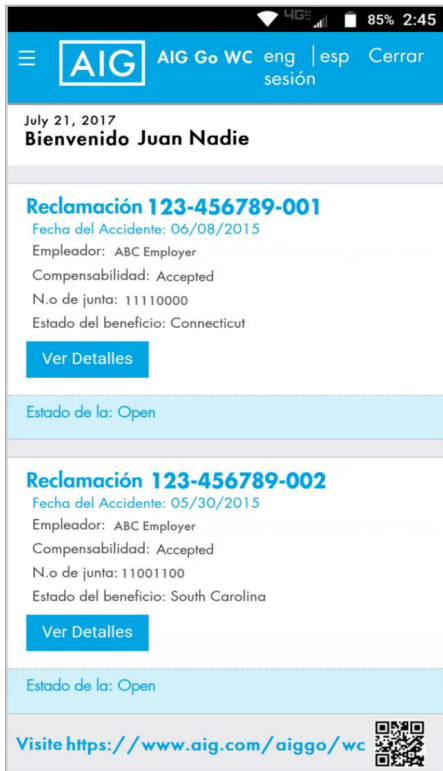 4G 85% 2:45
AIG AIG Go WC eng | esp Cerrar
sesión
July 21, 2017
Bienvenido Juan Nadie
Reclamación 123-456789-001
Fecha del Accidente: 06/08/2015
Empleador: ABC Employer
Compensabilidad: Accepted
N.o de junta: 11110000
Estado del beneficio: Connecticut
Ver Detalles
Estado de la: Open
Reclamación 123-456789-002
Fecha del Accidente: 05/30/2015
Empleador: ABC Employer
Compensabilidad: Accepted
N.o de junta: 11001100
Estado del beneficio: South Carolina
Ver Detalles
Estado de la: Open
Visite https://www.aig.com/aiggo/wc